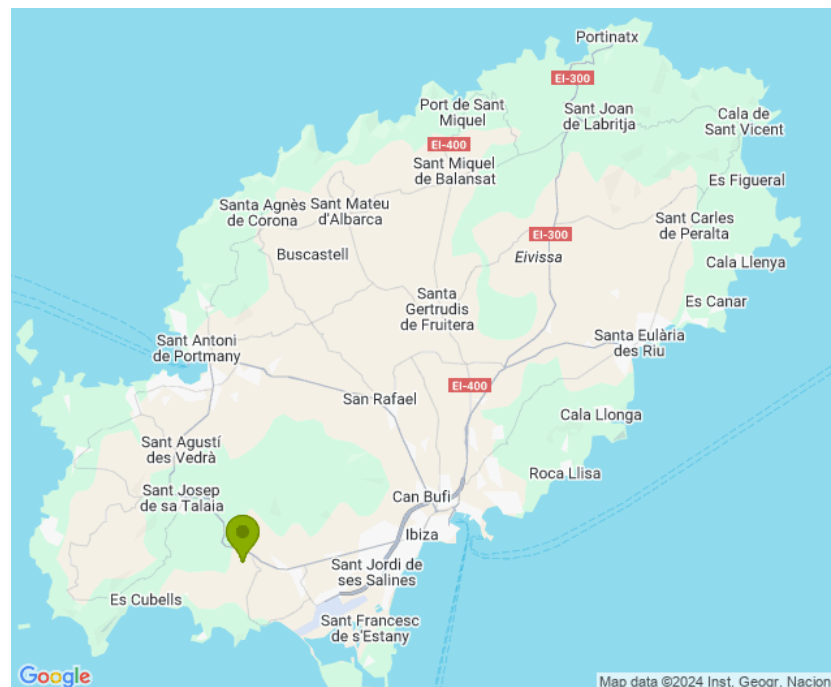 Portinatx
EI-300
Port de Sant
Miquel
Sant Joan
de Labritja
Cala de
Sant Vicent
EI-400
Sant Miquel
de Balansat
Es Figueral
Santa Agnès
de Corona
Sant Mateu
d'Albarca
Sant Carles
de Peralta
EI-300
Buscastell
Eivissa
Cala Llenya
Santa
Gertrudis
de Fruitera
Es Canar
Sant Antoni
de Portmany
Santa Eulària
des Riu
EI-400
San Rafael
Cala Llonga
Sant Agustí
des Vedrà
Roca Llisa
Sant Josep
de sa Talaia
Can Bufi
Ibiza
Sant Jordi de
ses Salines
Es Cubells
Sant Francesc
de s'Estany
Google
Map data ©2024 Inst. Geogr. Nacion